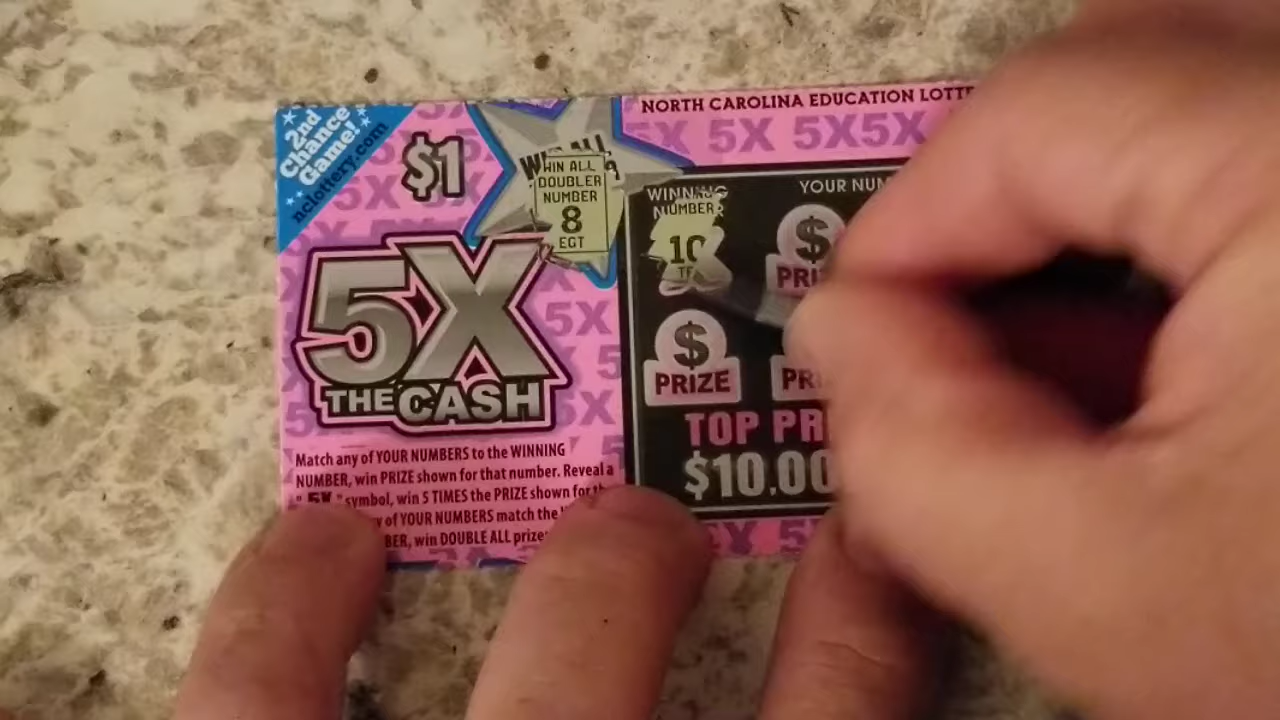 2nd
Chance
Game!
nclottery.com
$1
WIN ALL
DOUBLER
NUMBER
8
EGT
NORTH CAROLINA EDUCATION LOTTE
5X 5X 5X5X
WINNING
NUMBER
10
YOUR NUM
$
PRI
5X
THE CASH
$
PRIZE
PRI
TOP PRI
$10,00
Match any of YOUR NUMBERS to the WINNING
NUMBER, win PRIZE shown for that number. Reveal a
"5X" symbol, win 5 TIMES the PRIZE shown for
y of YOUR NUMBERS match the
BER, win DOUBLE ALL prize